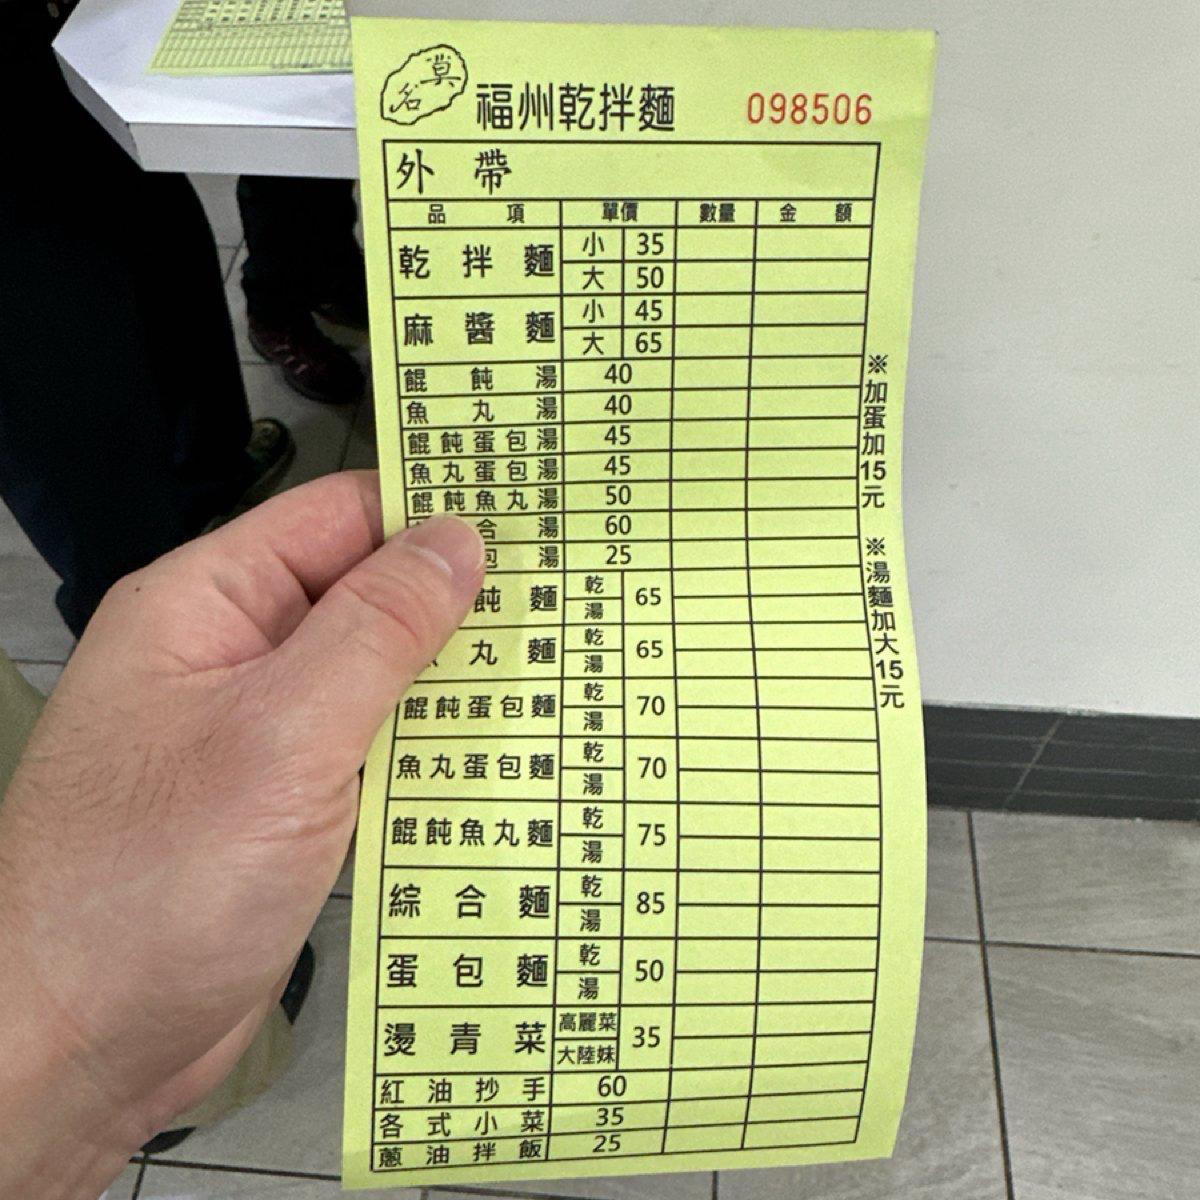 莫名
福州乾拌麵 098506
外帶
品項 單價 數量 金額
乾拌麵 小 35
大 50
麻醬麵 小 45
大 65
餛飩湯 40
魚丸湯 40
餛飩蛋包湯 45
魚丸蛋包湯 45
餛飩魚丸湯 50
合湯 60
包湯 25
飩麵 乾 65
湯
丸麵 乾 65
湯
餛飩蛋包麵 乾 70
湯
魚丸蛋包麵 乾 70
湯
餛飩魚丸麵 乾 75
湯
綜合麵 乾 85
湯
蛋包麵 乾 50
湯
燙青菜 高麗菜 35
大陸妹
紅油抄手 60
各式小菜 35
蔥油拌飯 25
※加蛋加15元
※湯麵加大15元